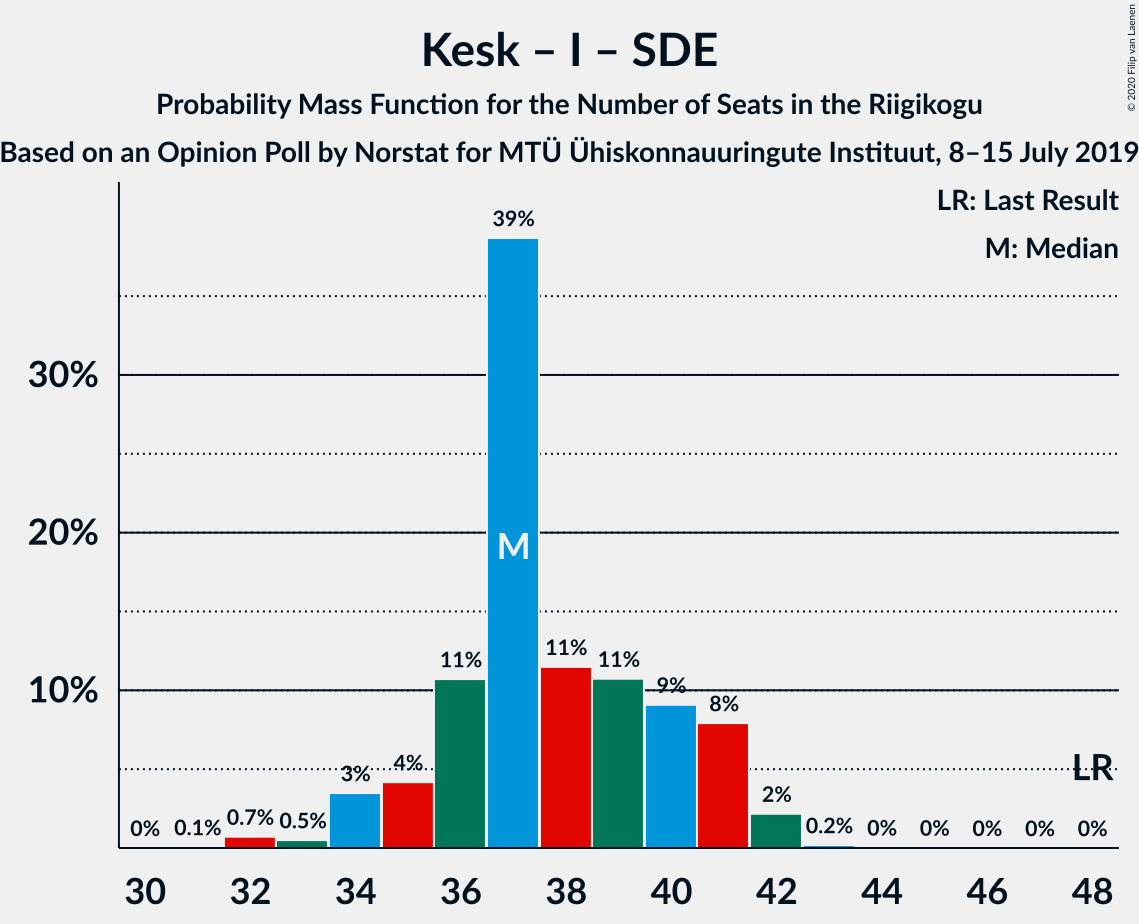 Kesk – I – SDE
Probability Mass Function for the Number of Seats in the Riigikogu
Based on an Opinion Poll by Norstat for MTÜ Ühiskonnauuringute Instituut, 8–15 July 2019
© 2020 Filip van Laenen
LR: Last Result
M: Median
30%
20%
10%
0%
0.1%
0.7%
0.5%
3%
4%
11%
39%
M
11%
11%
9%
8%
2%
0.2%
0%
0%
0%
0%
0%
LR
30 32 34 36 38 40 42 44 46 48